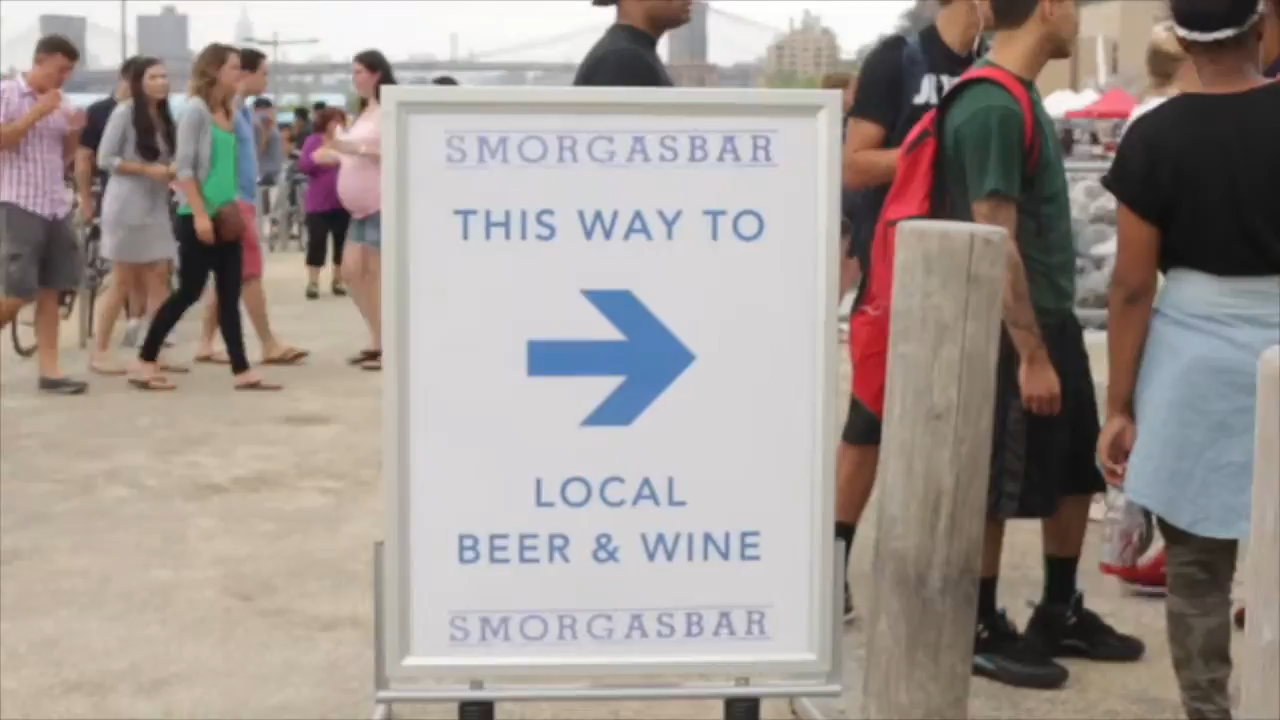 SMORGASBAR
THIS WAY TO
LOCAL
BEER & WINE
SMORGASBAR